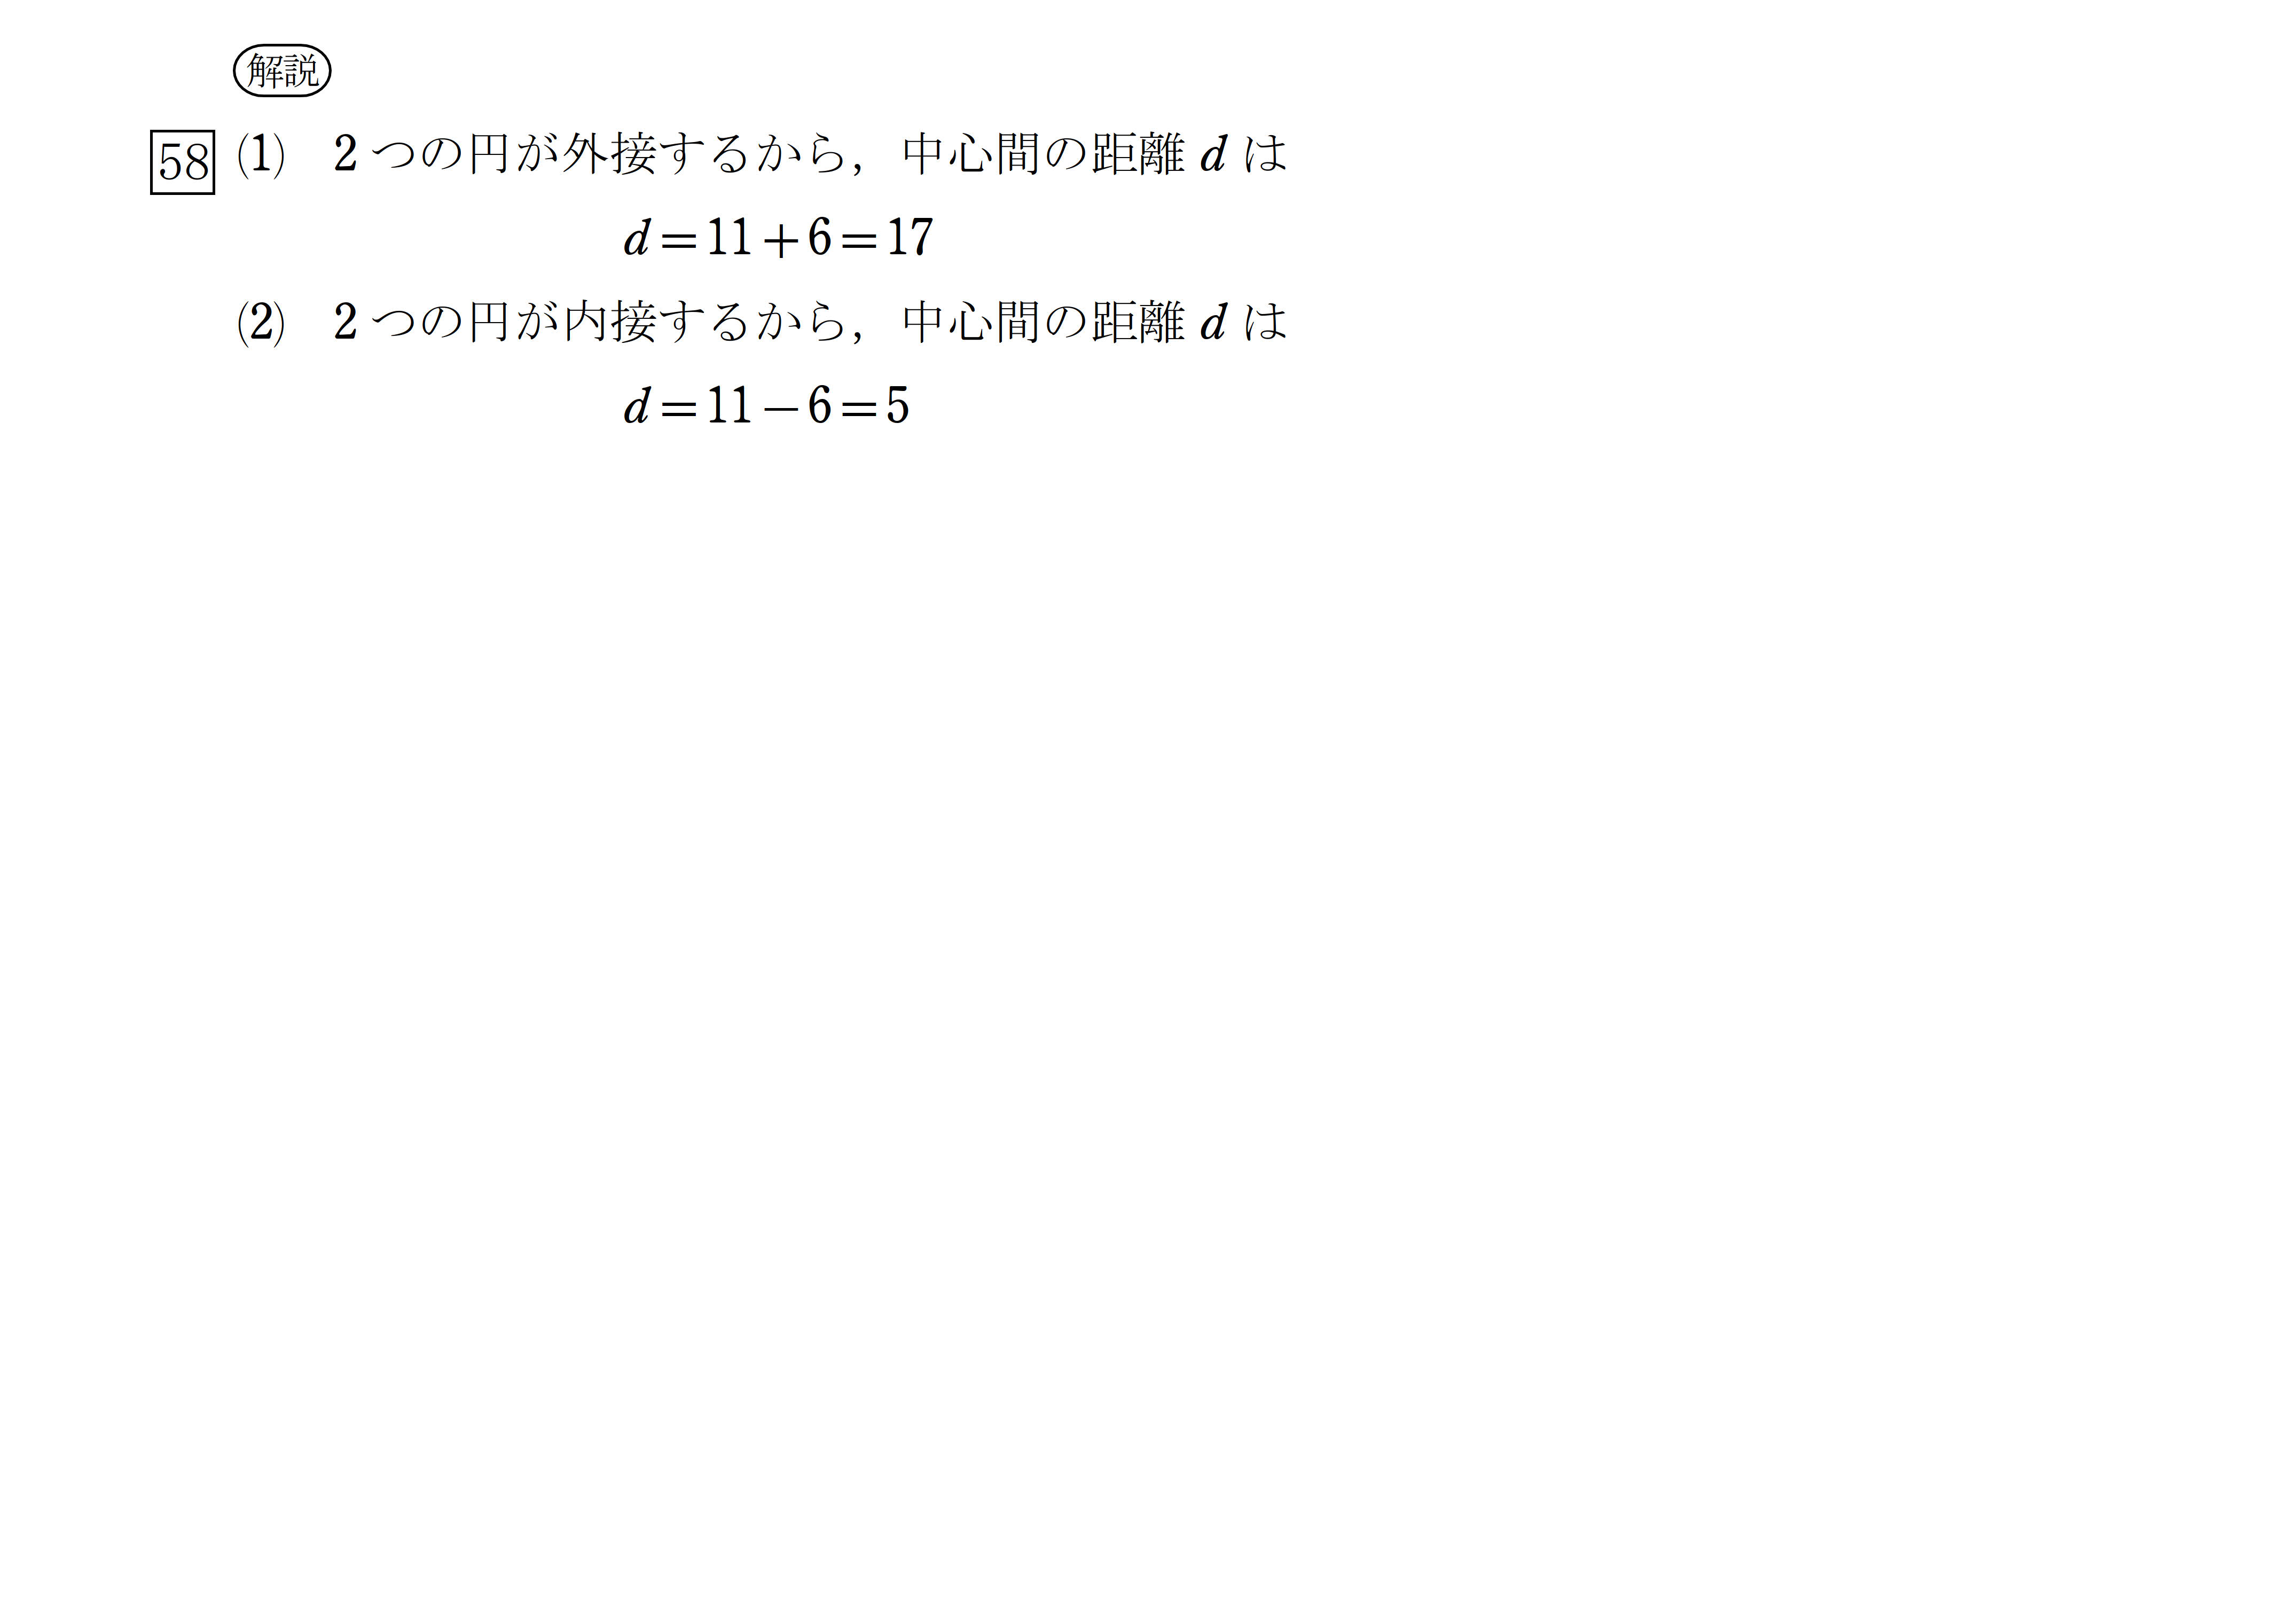 解説
58 (1) 2つの円が外接するから，中心間の距離 d は
d＝11＋6＝17
(2) 2つの円が内接するから，中心間の距離 d は
d＝11－6＝5